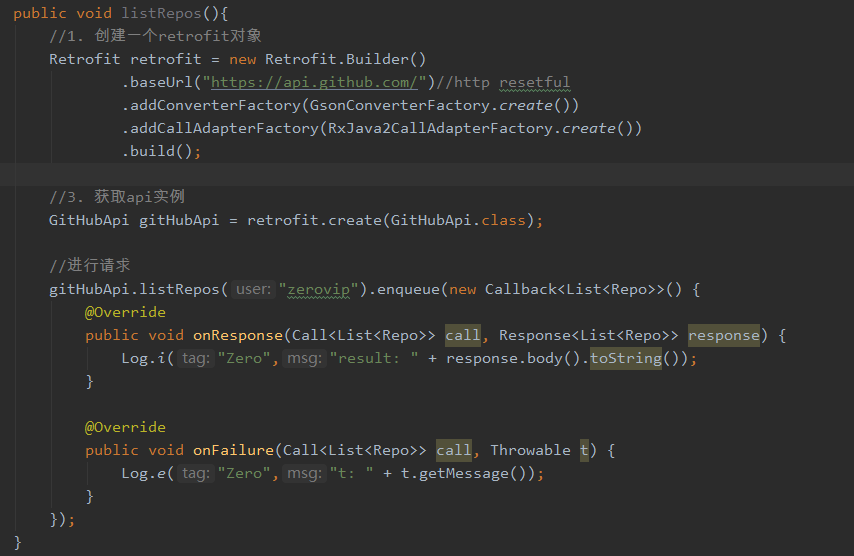 public void listRepos(){
//1. 创建一个retrofit对象
Retrofit retrofit = new Retrofit.Builder()
.baseUrl("https://api.github.com/")//http resetful
.addConverterFactory(GsonConverterFactory.create())
.addCallAdapterFactory(RxJava2CallAdapterFactory.create())
.build();
//3. 获取api实例
GitHubApi gitHubApi = retrofit.create(GitHubApi.class);
//进行请求
gitHubApi.listRepos( user: "zerovip").enqueue(new Callback<List<Repo>>() {
@Override
public void onResponse(Call<List<Repo>> call, Response<List<Repo>> response) {
Log.i( tag: "Zero", msg: "result: " + response.body().toString());
}
@Override
public void onFailure(Call<List<Repo>> call, Throwable t) {
Log.e( tag: "Zero", msg: "t: " + t.getMessage());
}
});
}